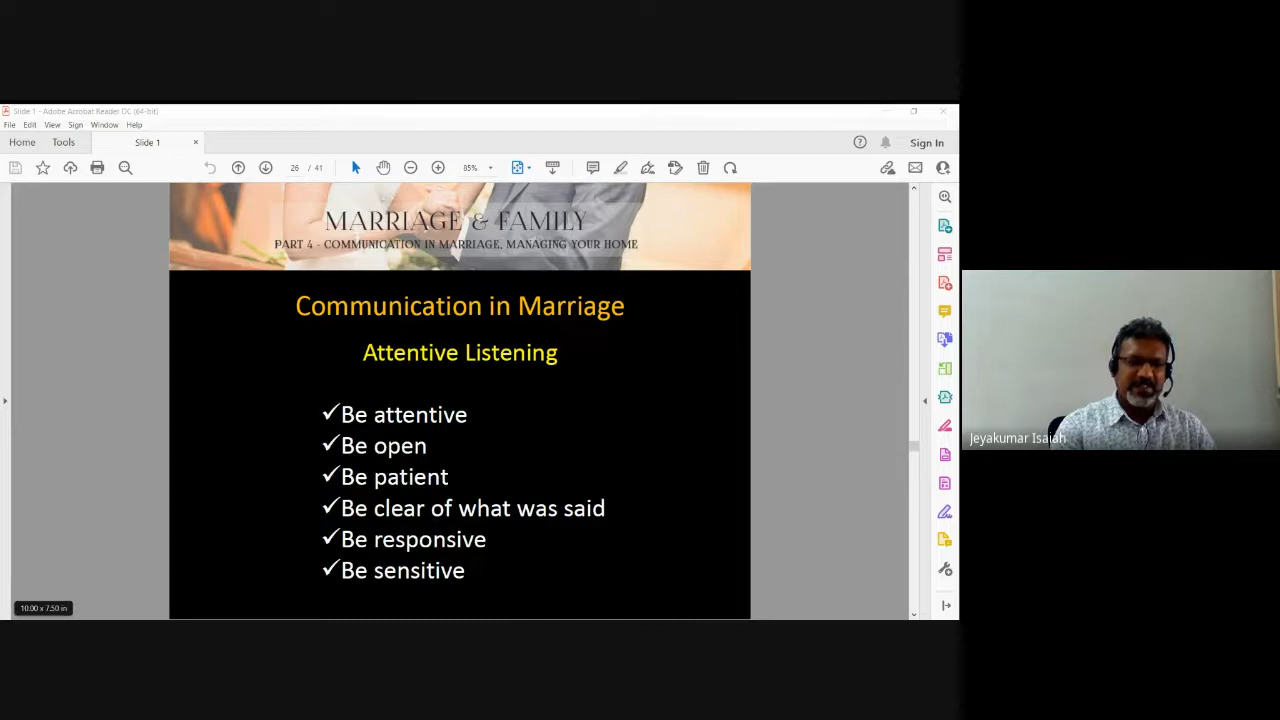 Slide 1 - Adobe Acrobat Reader DC (64-bit)
File Edit View Sign Window Help
Home Tools Slide 1 × Sign In
26 / 41 85%
MARRIAGE & FAMILY
PART 4 - COMMUNICATION IN MARRIAGE, MANAGING YOUR HOME
Communication in Marriage
Attentive Listening
✓Be attentive
✓Be open
✓Be patient
✓Be clear of what was said
✓Be responsive
✓Be sensitive
10.00 x 7.50 in
Jeyakumar Isaiah